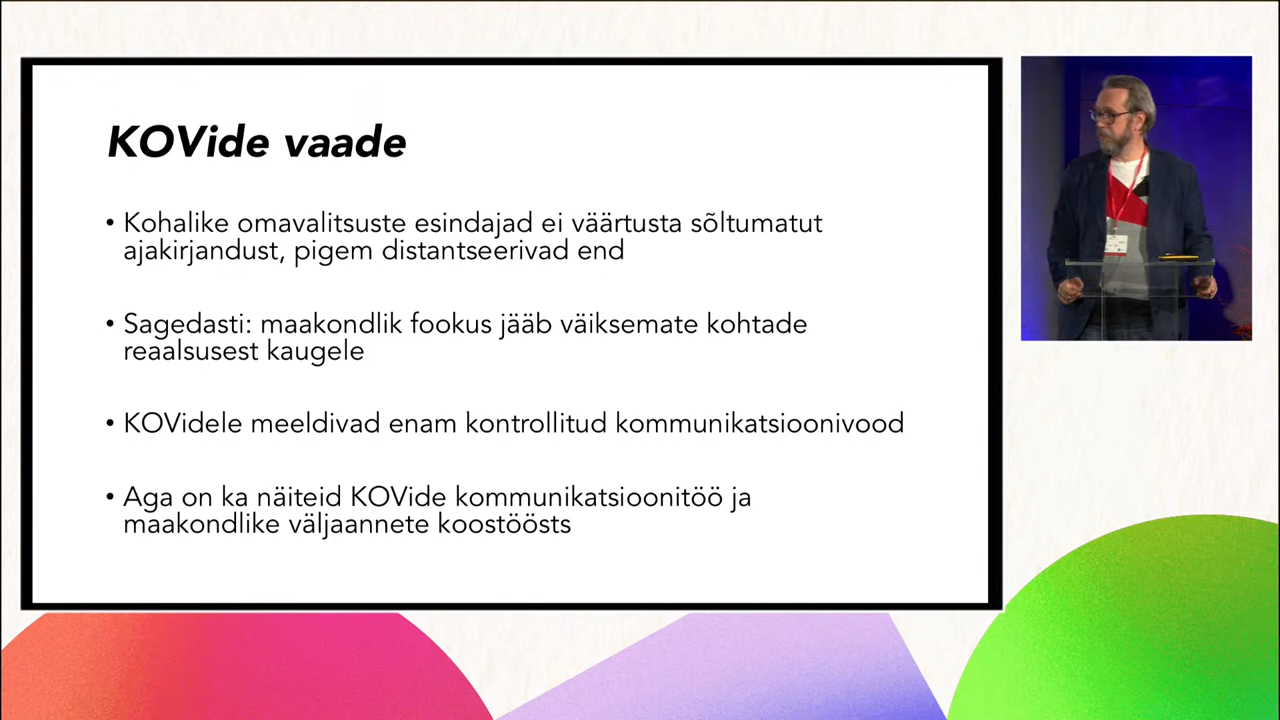 KOVide vaade
• Kohalike omavalitsuste esindajad ei väärtusta sõltumatut
ajakirjandust, pigem distantseerivad end
• Sagedasti: maakondlik fookus jääb väiksemate kohtade
reaalsusest kaugele
• KOVidele meeldivad enam kontrollitud kommunikatsioonivood
• Aga on ka näiteid KOVide kommunikatsioonitöö ja
maakondlike väljaannete koostöösts